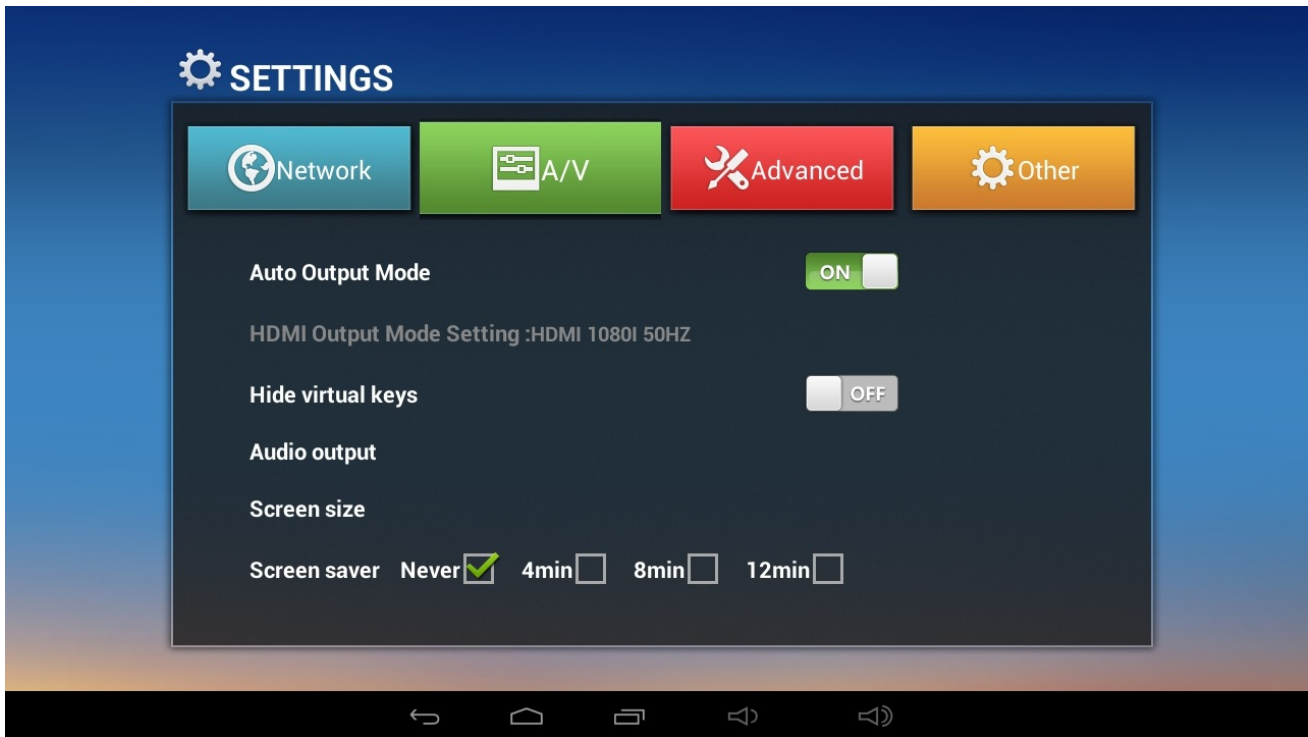 SETTINGS
Network A/V Advanced Other
Auto Output Mode ON
HDMI Output Mode Setting :HDMI 1080I 50HZ
Hide virtual keys OFF
Audio output
Screen size
Screen saver Never 4min 8min 12min